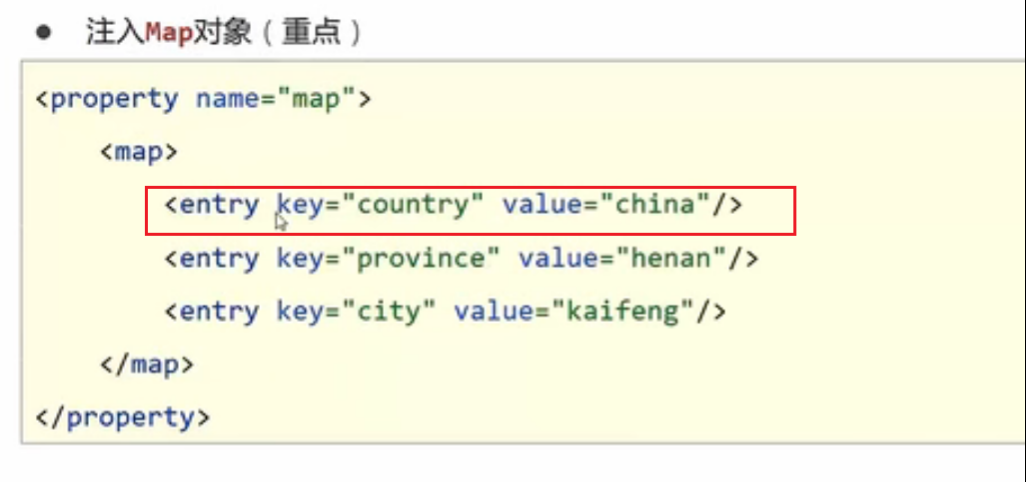 ● 注入Map对象（重点）
<property name="map">
<map>
<entry key="country" value="china"/>
<entry key="province" value="henan"/>
<entry key="city" value="kaifeng"/>
</map>
</property>